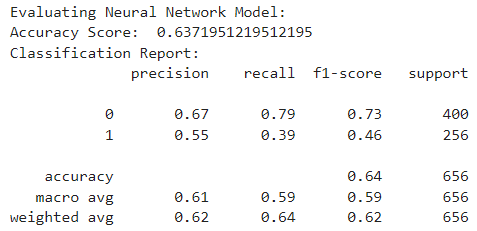 Evaluating Neural Network Model:
Accuracy Score:  0.6371951219512195
Classification Report:
              precision    recall  f1-score   support

           0       0.67      0.79      0.73       400
           1       0.55      0.39      0.46       256

    accuracy                           0.64       656
   macro avg       0.61      0.59      0.59       656
weighted avg       0.62      0.64      0.62       656